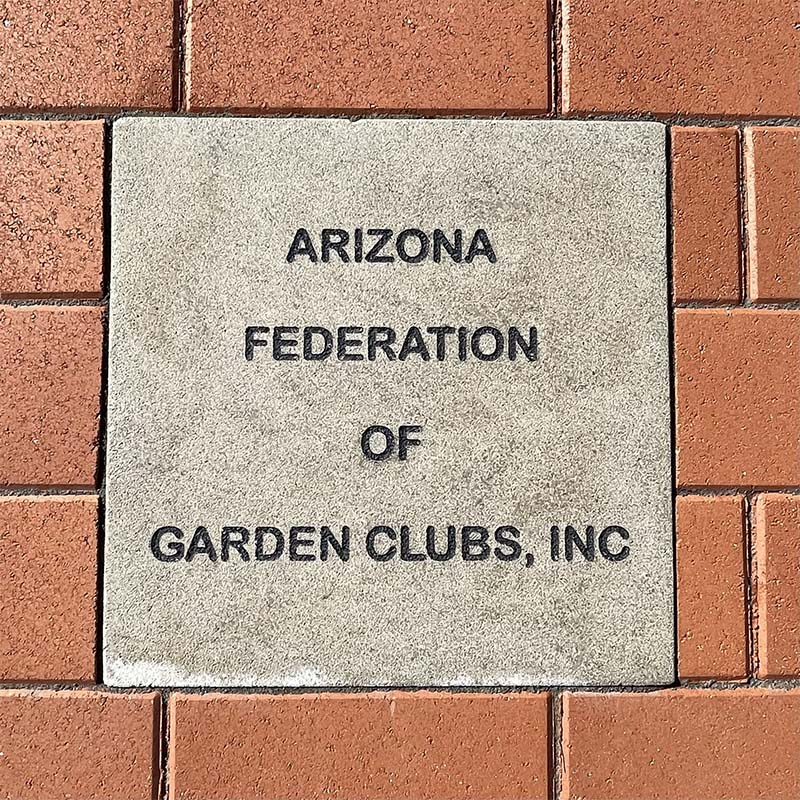 ARIZONA
FEDERATION
OF
GARDEN CLUBS, INC